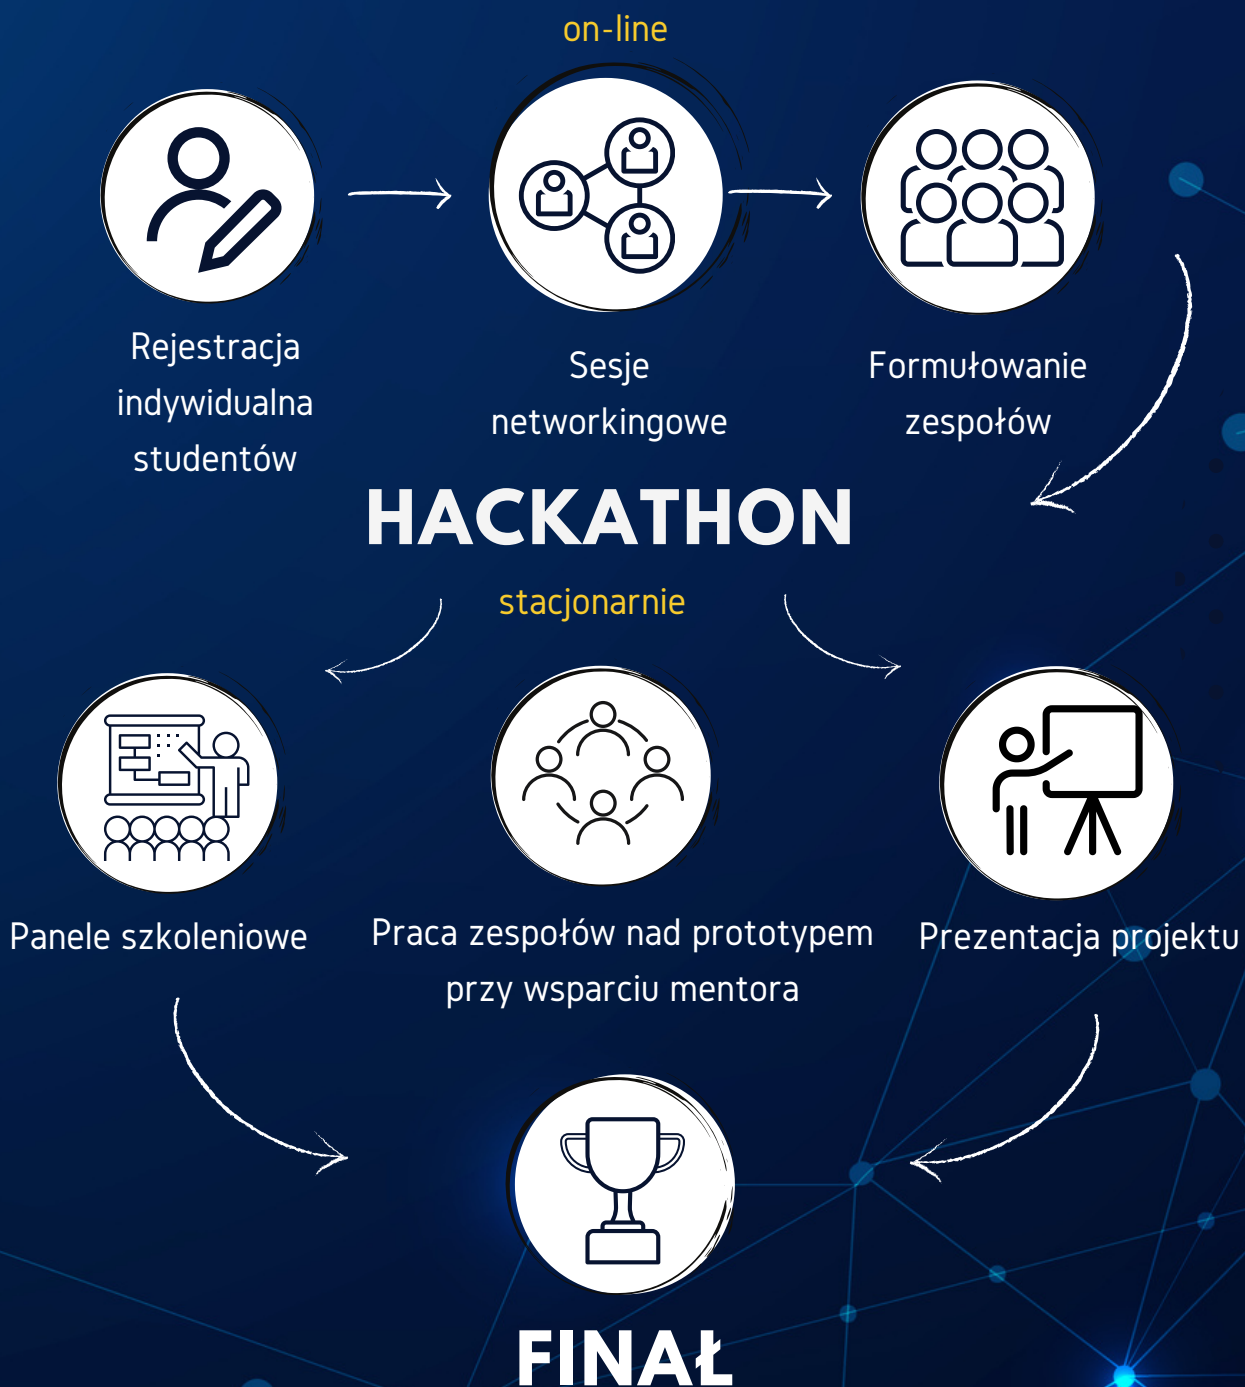 on-line
Rejestracja
indywidualna
studentów
Sesje
networkingowe
Formułowanie
zespołów
HACKATHON
stacjonarnie
Panele szkoleniowe
Praca zespołów nad prototypem
przy wsparciu mentora
Prezentacja projektu
FINAŁ